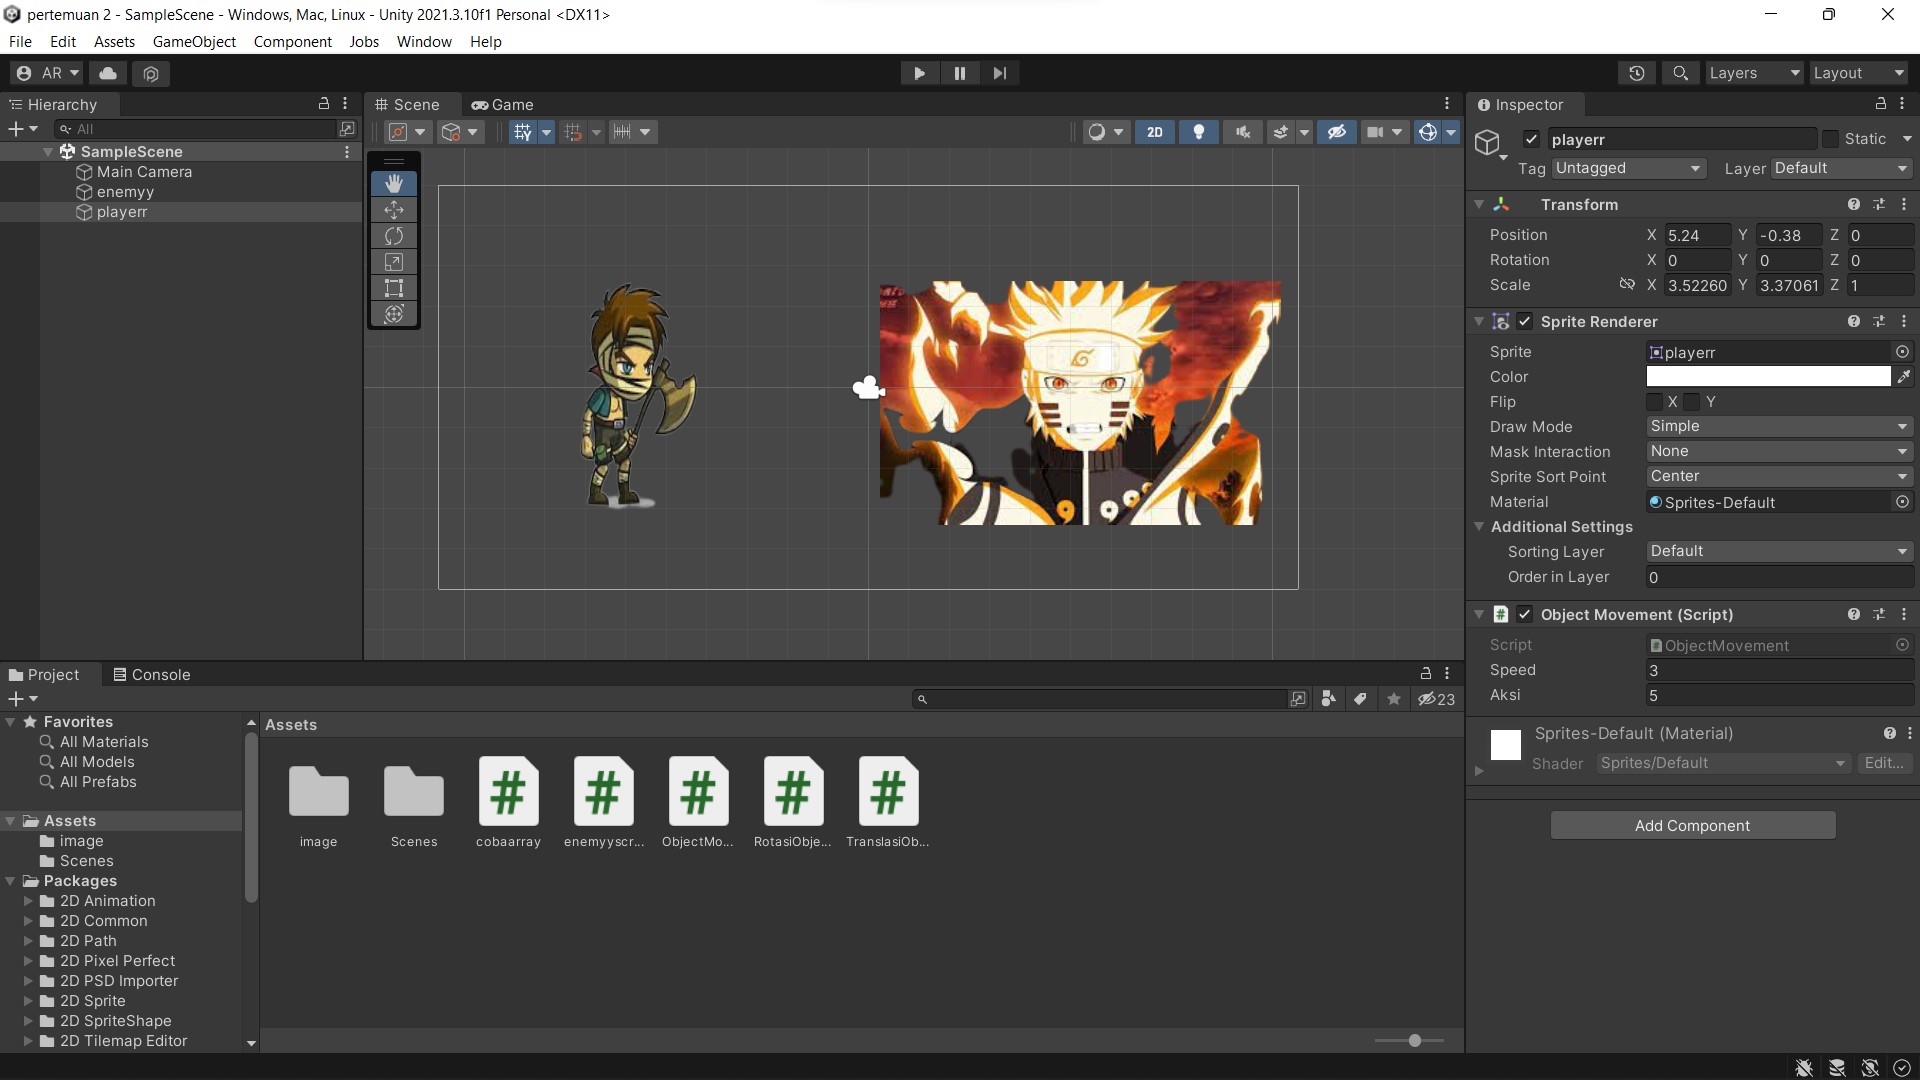 pertemuan 2 - SampleScene - Windows, Mac, Linux - Unity 2021.3.10f1 Personal <DX11>
File Edit Assets GameObject Component Jobs Window Help
AR
Layers
Layout
Hierarchy
All
SampleScene
Main Camera
enemyy
playerr
Scene
Game
2D
Inspector
playerr
Static
Tag Untagged Layer Default
Transform
Position X 5.24 Y -0.38 Z 0
Rotation X 0 Y 0 Z 0
Scale X 3.52260 Y 3.37061 Z 1
Sprite Renderer
Sprite playerr
Color
Flip X Y
Draw Mode Simple
Mask Interaction None
Sprite Sort Point Center
Material Sprites-Default
Additional Settings
Sorting Layer Default
Order in Layer 0
Object Movement (Script)
Script ObjectMovement
Speed 3
Aksi 5
Sprites-Default (Material)
Shader Sprites/Default Edit...
Add Component
Project
Console
23
Favorites
All Materials
All Models
All Prefabs
Assets
image
Scenes
Packages
2D Animation
2D Common
2D Path
2D Pixel Perfect
2D PSD Importer
2D Sprite
2D SpriteShape
2D Tilemap Editor
Assets
image
Scenes
cobaarray
enemyyscr...
ObjectMo...
RotasiObje...
TranslasiOb...